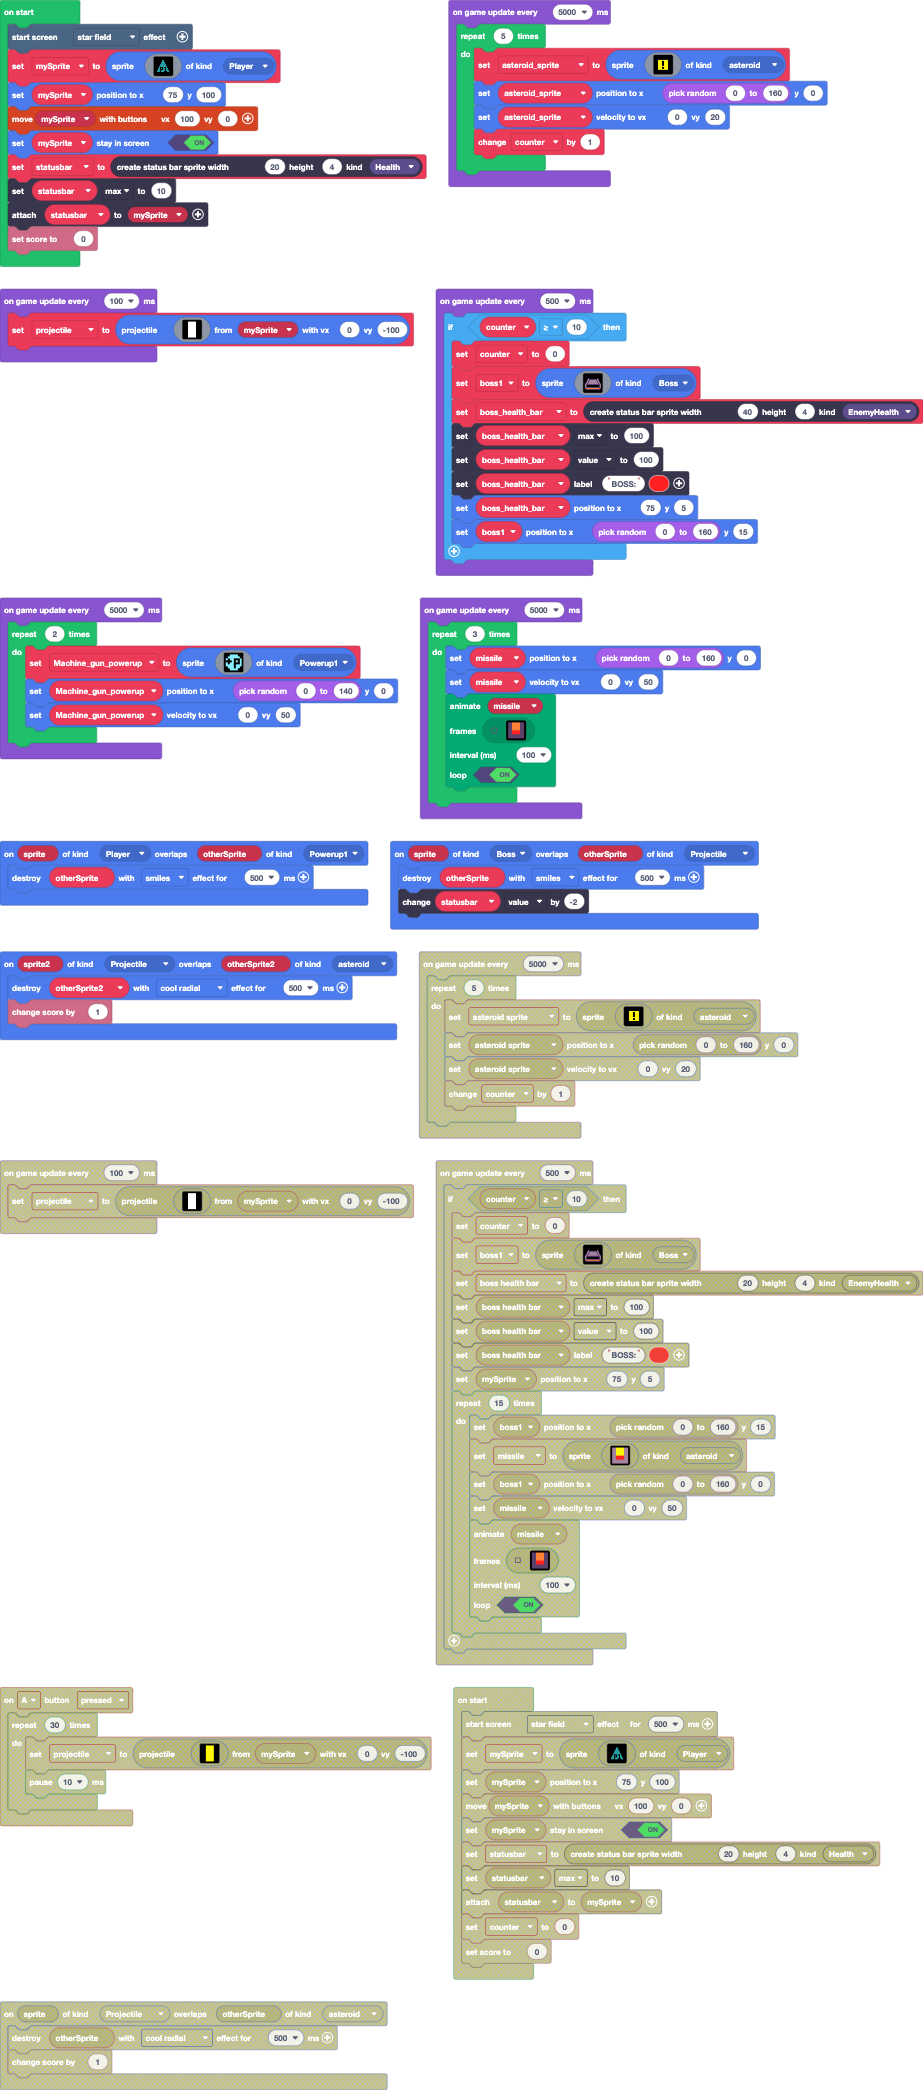 on start
start screen star field effect
set mySprite to sprite of kind Player
set mySprite position to x 75 y 100
move mySprite with buttons vx 100 vy 0
set mySprite stay in screen ON
set statusbar to create status bar sprite width 20 height 4 kind Health
set statusbar max to 10
attach statusbar to mySprite
set score to 0
on game update every 5000 ms
repeat 5 times
do
set asteroid_sprite to sprite of kind asteroid
set asteroid_sprite position to x pick random 0 to 160 y 0
set asteroid_sprite velocity to vx 0 vy 20
change counter by 1
on game update every 100 ms
set projectile to projectile from mySprite with vx 0 vy -100
on game update every 500 ms
if counter ≥ 10 then
set counter to 0
set boss1 to sprite of kind Boss
set boss_health_bar to create status bar sprite width 40 height 4 kind EnemyHealth
set boss_health_bar max to 100
set boss_health_bar value to 100
set boss_health_bar label "BOSS:"
set boss_health_bar position to x 75 y 5
set boss1 position to x pick random 0 to 160 y 15
on game update every 5000 ms
repeat 2 times
do
set Machine_gun_powerup to sprite of kind Powerup1
set Machine_gun_powerup position to x pick random 0 to 140 y 0
set Machine_gun_powerup velocity to vx 0 vy 50
on game update every 5000 ms
repeat 3 times
do
set missile position to x pick random 0 to 160 y 0
set missile velocity to vx 0 vy 50
animate missile
frames
interval (ms) 100
loop ON
on sprite of kind Player overlaps otherSprite of kind Powerup1
destroy otherSprite with smiles effect for 500 ms
on sprite of kind Boss overlaps otherSprite of kind Projectile
destroy otherSprite with smiles effect for 500 ms
change statusbar value by -2
on sprite2 of kind Projectile overlaps otherSprite2 of kind asteroid
destroy otherSprite2 with cool radial effect for 500 ms
change score by 1
on game update every 5000 ms
repeat 5 times
do
set asteroid sprite to sprite of kind asteroid
set asteroid sprite position to x pick random 0 to 160 y 0
set asteroid sprite velocity to vx 0 vy 20
change counter by 1
on game update every 100 ms
set projectile to projectile from mySprite with vx 0 vy -100
on game update every 500 ms
if counter ≥ 10 then
set counter to 0
set boss1 to sprite of kind Boss
set boss health bar to create status bar sprite width 20 height 4 kind EnemyHealth
set boss health bar max to 100
set boss health bar value to 100
set boss health bar label "BOSS:"
set mySprite position to x 75 y 5
repeat 15 times
do
set boss1 position to x pick random 0 to 160 y 15
set missile to sprite of kind asteroid
set boss1 position to x pick random 0 to 160 y 0
set missile velocity to vx 0 vy 50
animate missile
frames
interval (ms) 100
loop ON
on A button pressed
repeat 30 times
do
set projectile to projectile from mySprite with vx 0 vy -100
pause 10 ms
on start
start screen star field effect for 500 ms
set mySprite to sprite of kind Player
set mySprite position to x 75 y 100
move mySprite with buttons vx 100 vy 0
set mySprite stay in screen ON
set statusbar to create status bar sprite width 20 height 4 kind Health
set statusbar max to 10
attach statusbar to mySprite
set counter to 0
set score to 0
on sprite of kind Projectile overlaps otherSprite of kind asteroid
destroy otherSprite with cool radial effect for 500 ms
change score by 1